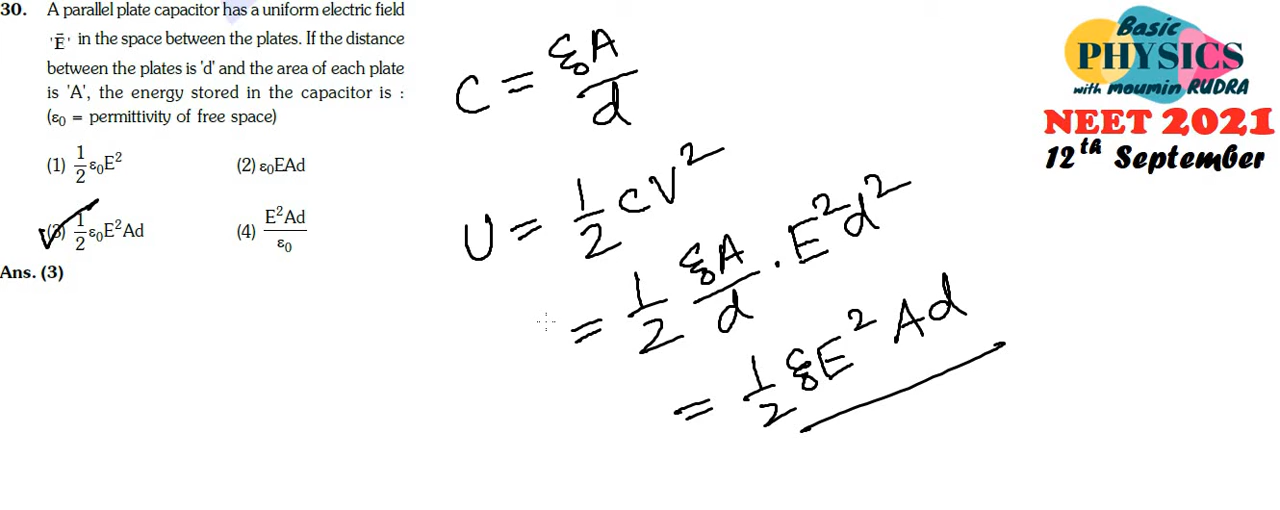 30. A parallel plate capacitor has a uniform electric field
'E⃗' in the space between the plates. If the distance
between the plates is 'd' and the area of each plate
is 'A', the energy stored in the capacitor is :
(ε₀ = permittivity of free space)
(1) 1/2 ε₀E² (2) ε₀EAd
(3) 1/2 ε₀E²Ad (4) E²Ad/ε₀
Ans. (3)
C = ε₀A/d
U = 1/2 CV²
= 1/2 ε₀A/d . E²d²
= 1/2 ε₀E²Ad
Basic
PHYSICS
with moumin RUDRA
NEET 2021
12th September